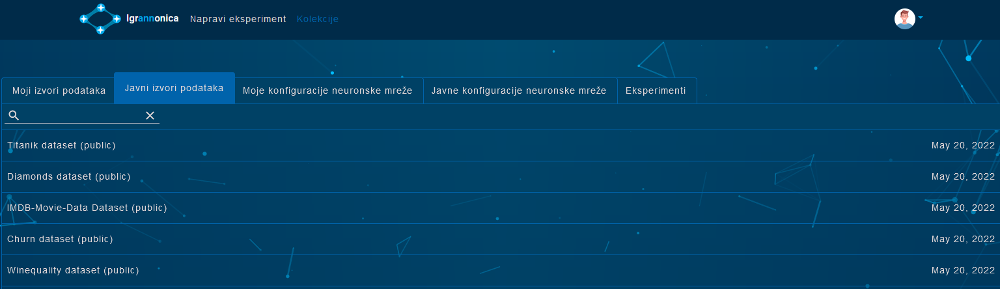 Igrannonica Napravi eksperiment Kolekcije
Moji izvori podataka Javni izvori podataka Moje konfiguracije neuronske mreže Javne konfiguracije neuronske mreže Eksperimenti
Titanik dataset (public) May 20, 2022
Diamonds dataset (public) May 20, 2022
IMDB-Movie-Data Dataset (public) May 20, 2022
Churn dataset (public) May 20, 2022
Winequality dataset (public) May 20, 2022